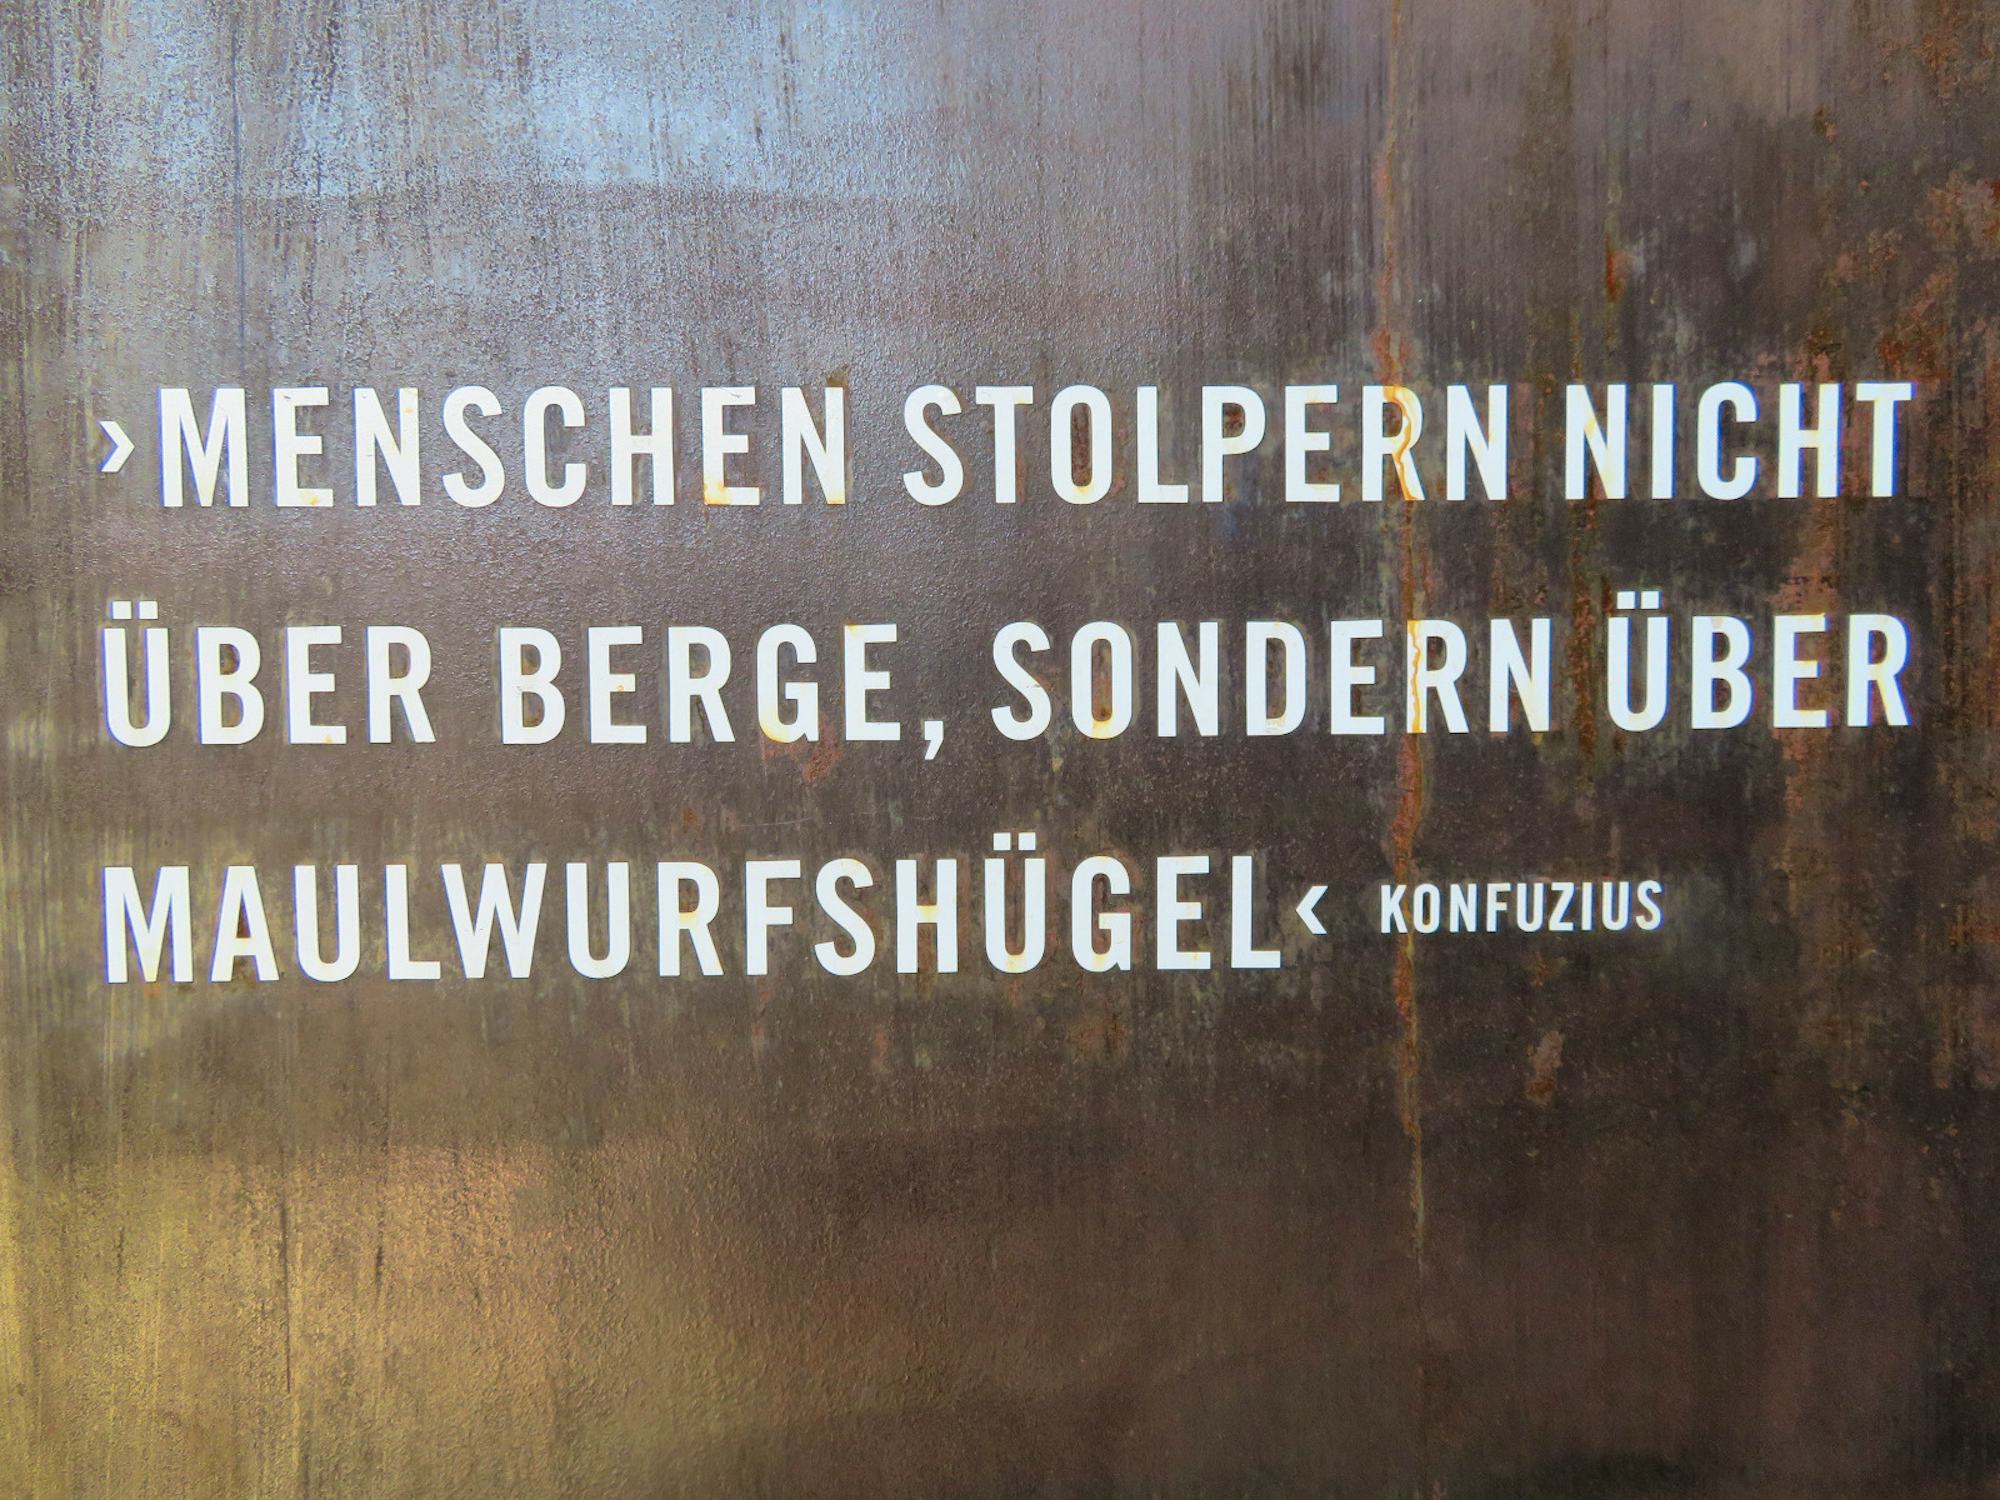 ›MENSCHEN STOLPERN NICHT
ÜBER BERGE, SONDERN ÜBER
MAULWURFSHÜGEL‹ KONFUZIUS